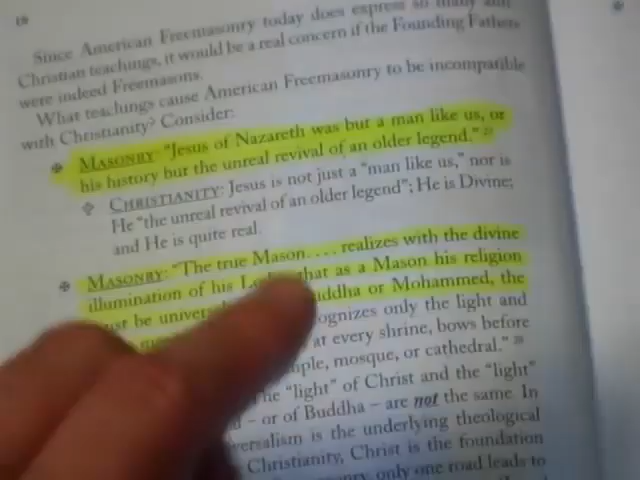 18
Since American Freemasonry today does express so many anti-
Christian teachings, it would be a real concern if the Founding Fathers
were indeed Freemasons.
What teachings cause American Freemasonry to be incompatible
with Christianity? Consider:
MASONRY: "Jesus of Nazareth was but a man like us, or
his history but the unreal revival of an older legend."
CHRISTIANITY: Jesus is not just a "man like us," nor is
He "the unreal revival of an older legend"; He is Divine;
and He is quite real.
MASONRY: "The true Mason. . . . realizes with the divine
illumination of his that as a Mason his religion
be or Mohammed, the
only the light and
at every shrine, bows before
mosque, or cathedral."
The "light" of Christ and the "light"
– or of Buddha – are not the same. In
is the underlying theological
Christianity, Christ is the foundation
only one road leads to